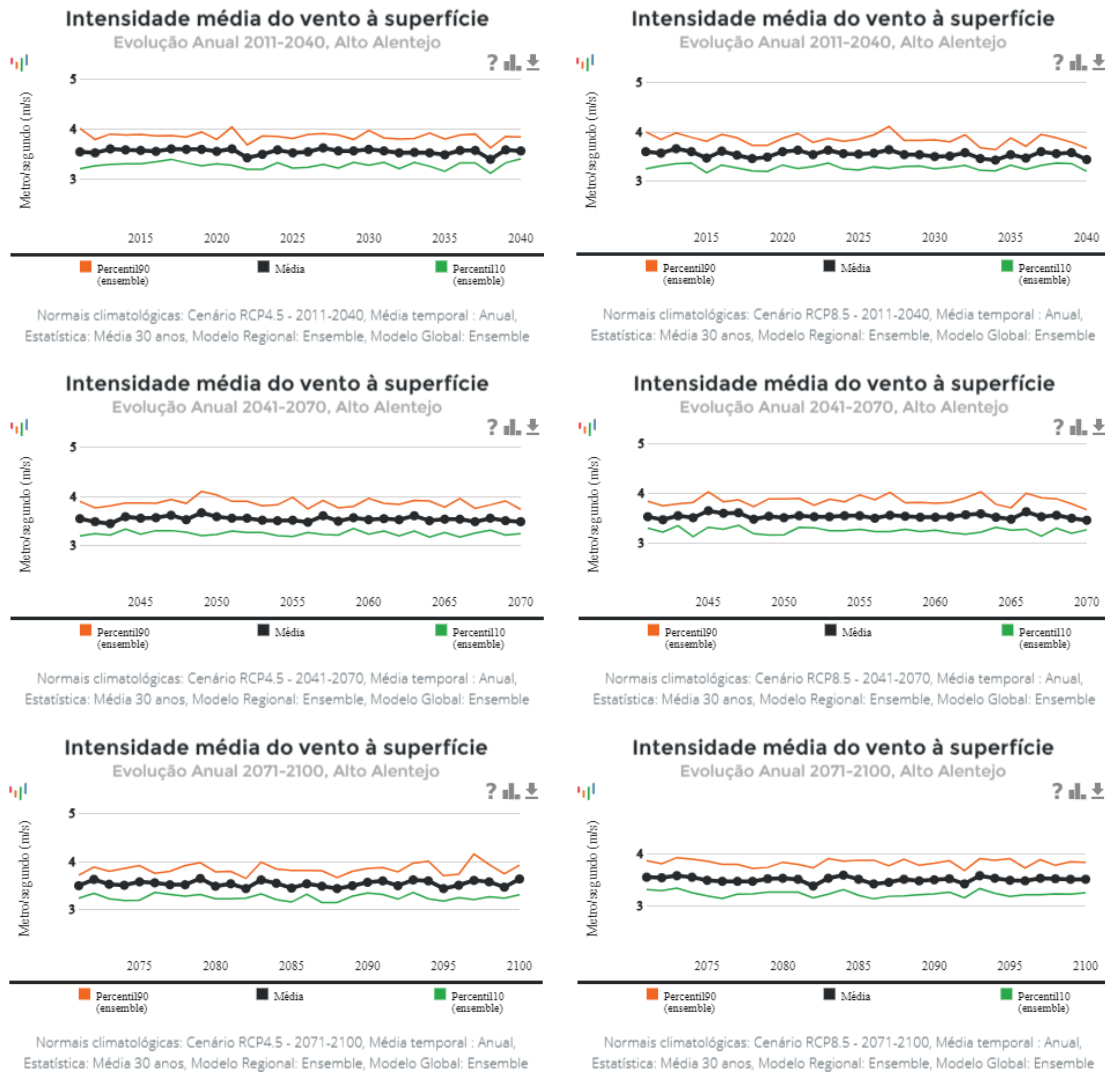 Intensidade média do vento à superfície
Evolução Anual 2011-2040, Alto Alentejo
?
Metro/segundo (m/s)
5
4
3
2015 2020 2025 2030 2035 2040
Percentil90 (ensemble) Média Percentil10 (ensemble)
Normais climatológicas: Cenário RCP4.5 - 2011-2040, Média temporal : Anual,
Estatística: Média 30 anos, Modelo Regional: Ensemble, Modelo Global: Ensemble
Intensidade média do vento à superfície
Evolução Anual 2011-2040, Alto Alentejo
?
Metro/segundo (m/s)
5
4
3
2015 2020 2025 2030 2035 2040
Percentil90 (ensemble) Média Percentil10 (ensemble)
Normais climatológicas: Cenário RCP8.5 - 2011-2040, Média temporal : Anual,
Estatística: Média 30 anos, Modelo Regional: Ensemble, Modelo Global: Ensemble
Intensidade média do vento à superfície
Evolução Anual 2041-2070, Alto Alentejo
?
Metro/segundo (m/s)
5
4
3
2045 2050 2055 2060 2065 2070
Percentil90 (ensemble) Média Percentil10 (ensemble)
Normais climatológicas: Cenário RCP4.5 - 2041-2070, Média temporal : Anual,
Estatística: Média 30 anos, Modelo Regional: Ensemble, Modelo Global: Ensemble
Intensidade média do vento à superfície
Evolução Anual 2041-2070, Alto Alentejo
?
Metro/segundo (m/s)
5
4
3
2045 2050 2055 2060 2065 2070
Percentil90 (ensemble) Média Percentil10 (ensemble)
Normais climatológicas: Cenário RCP8.5 - 2041-2070, Média temporal : Anual,
Estatística: Média 30 anos, Modelo Regional: Ensemble, Modelo Global: Ensemble
Intensidade média do vento à superfície
Evolução Anual 2071-2100, Alto Alentejo
?
Metro/segundo (m/s)
5
4
3
2075 2080 2085 2090 2095 2100
Percentil90 (ensemble) Média Percentil10 (ensemble)
Normais climatológicas: Cenário RCP4.5 - 2071-2100, Média temporal : Anual,
Estatística: Média 30 anos, Modelo Regional: Ensemble, Modelo Global: Ensemble
Intensidade média do vento à superfície
Evolução Anual 2071-2100, Alto Alentejo
?
Metro/segundo (m/s)
4
3
2075 2080 2085 2090 2095 2100
Percentil90 (ensemble) Média Percentil10 (ensemble)
Normais climatológicas: Cenário RCP8.5 - 2071-2100, Média temporal : Anual,
Estatística: Média 30 anos, Modelo Regional: Ensemble, Modelo Global: Ensemble